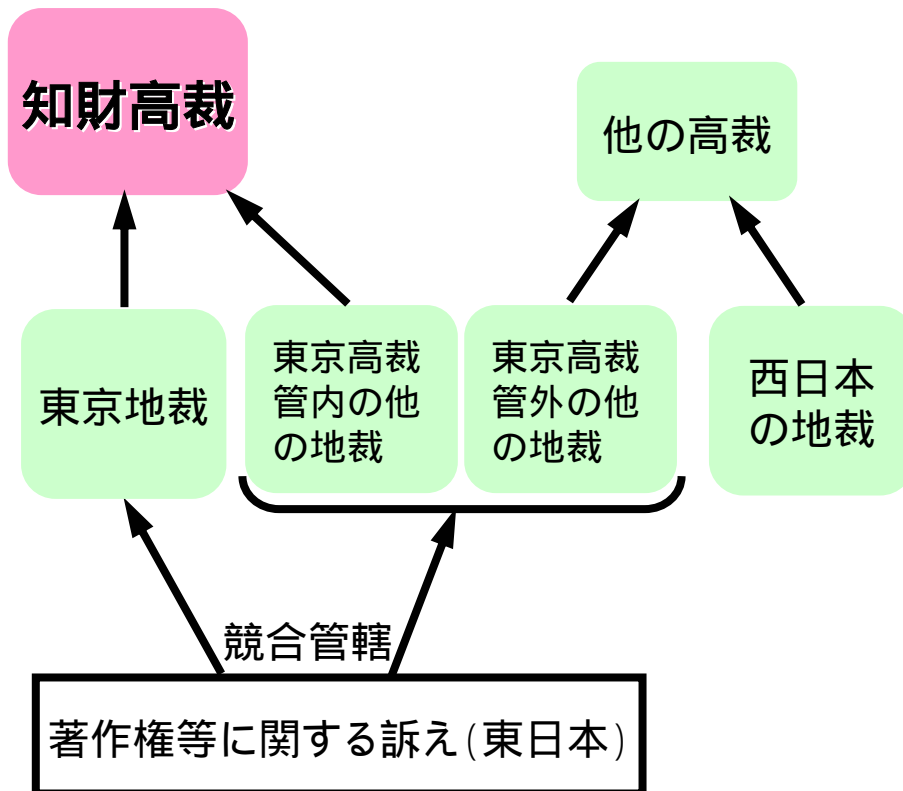 知財高裁
他の高裁
東京地裁
東京高裁
管内の他
の地裁
東京高裁
管外の他
の地裁
西日本
の地裁
競合管轄
著作権等に関する訴え(東日本)